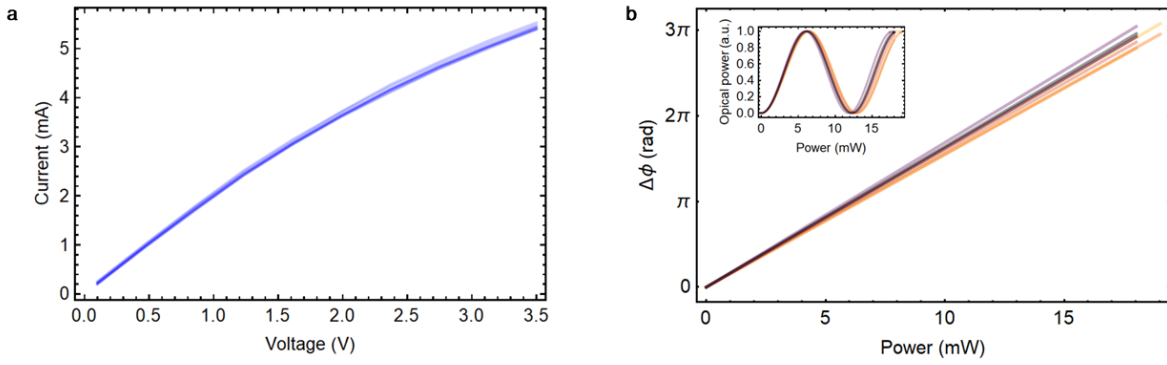 a
Current (mA)
5
4
3
2
1
0
0.0 0.5 1.0 1.5 2.0 2.5 3.0 3.5
Voltage (V)
b
Δϕ (rad)
3π
2π
π
0
0 5 10 15
Power (mW)
Opical power (a.u.)
1.0
0.8
0.6
0.4
0.2
0.0
0 5 10 15
Power (mW)